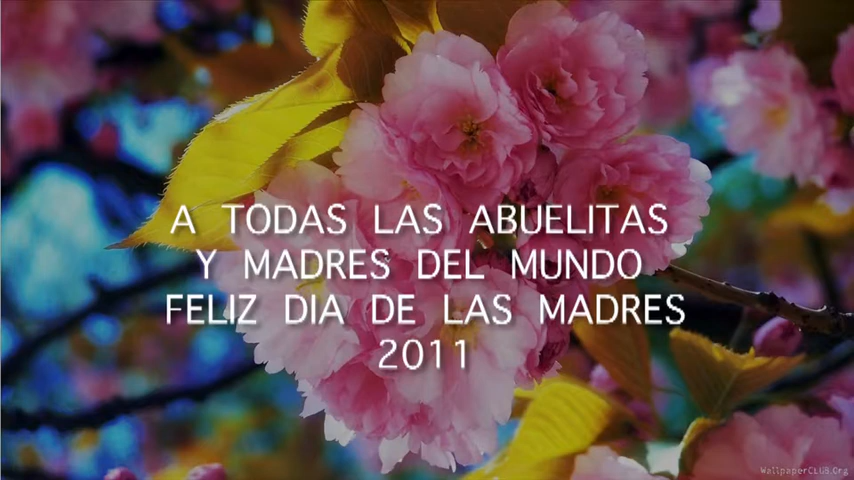 A TODAS LAS ABUELITAS
Y MADRES DEL MUNDO
FELIZ DIA DE LAS MADRES
2011
WallpaperCLUB.Org